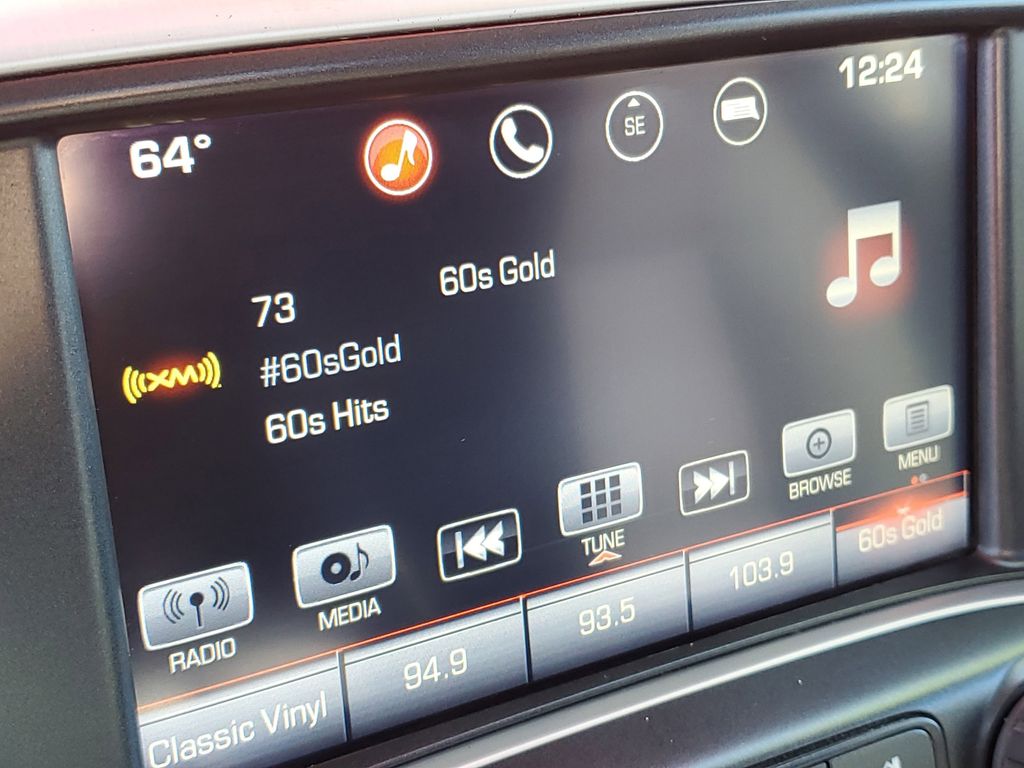 64°
SE
12:24
60s Gold
73
((XM))
#60sGold
60s Hits
RADIO
MEDIA
TUNE
BROWSE
MENU
Classic Vinyl
94.9
93.5
103.9
60s Gold